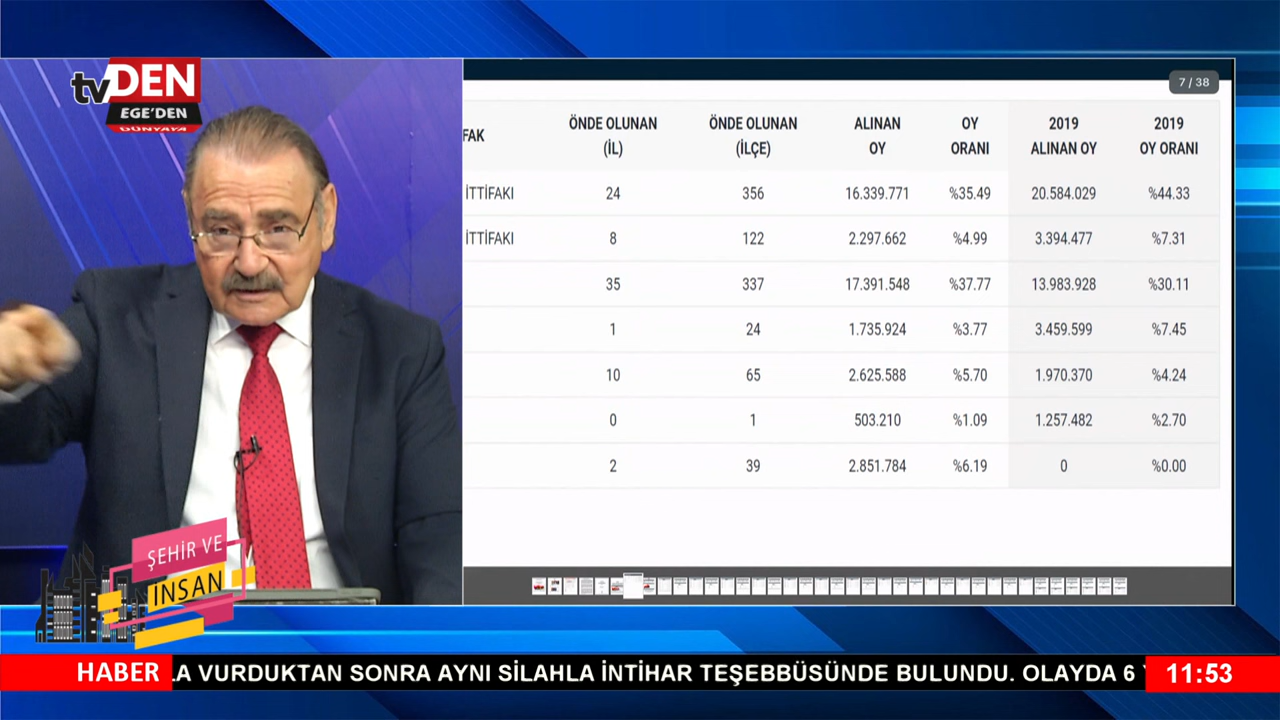 tv DEN
EGE'DEN
DÜNYAYA
7 / 38
FAK ÖNDE OLUNAN (İL) ÖNDE OLUNAN (İLÇE) ALINAN OY OY ORANI 2019 ALINAN OY 2019 OY ORANI
İTTİFAKI 24 356 16.339.771 %35.49 20.584.029 %44.33
İTTİFAKI 8 122 2.297.662 %4.99 3.394.477 %7.31
35 337 17.391.548 %37.77 13.983.928 %30.11
1 24 1.735.924 %3.77 3.459.599 %7.45
10 65 2.625.588 %5.70 1.970.370 %4.24
0 1 503.210 %1.09 1.257.482 %2.70
2 39 2.851.784 %6.19 0 %0.00
ŞEHİR VE
İNSAN
HABER LA VURDUKTAN SONRA AYNI SİLAHLA İNTİHAR TEŞEBBÜSÜNDE BULUNDU. OLAYDA 6 11:53